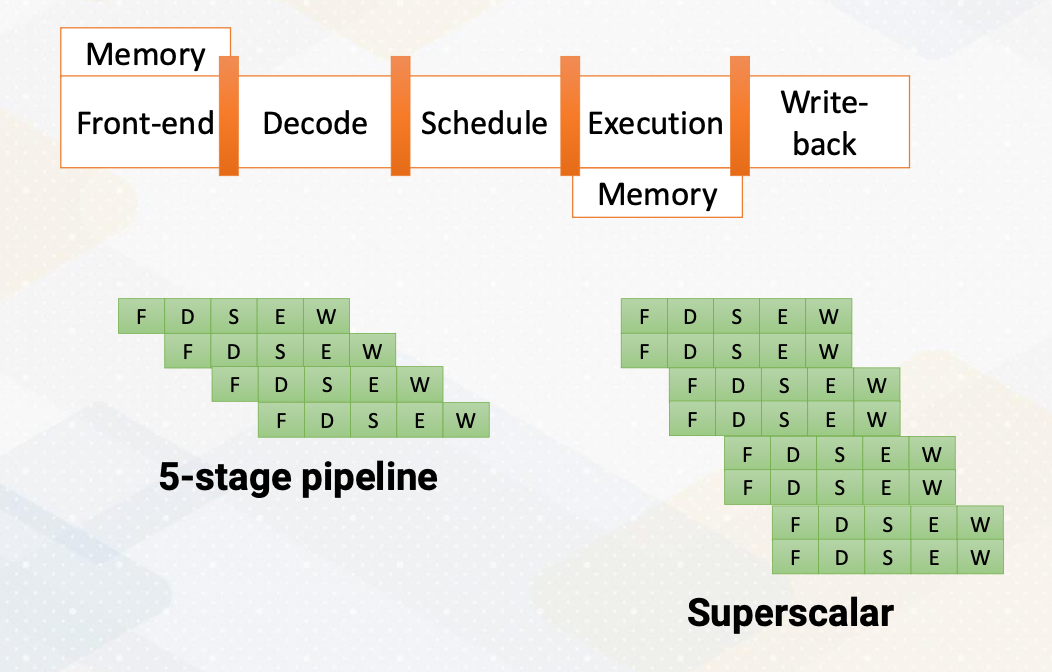 Memory
Front-end Decode Schedule Execution Write-
back
Memory
F D S E W
F D S E W
F D S E W
F D S E W
5-stage pipeline
F D S E W
F D S E W
F D S E W
F D S E W
F D S E W
F D S E W
F D S E W
F D S E W
Superscalar